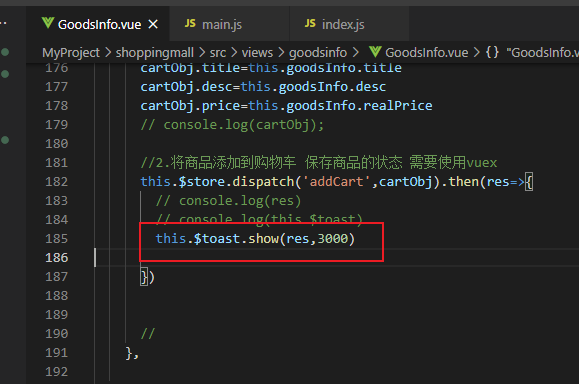 GoodsInfo.vue × JS main.js JS index.js
MyProject > shoppingmall > src > views > goodsinfo > GoodsInfo.vue > {} "GoodsInfo.v
176 cartObj.title=this.goodsInfo.title
177 cartObj.desc=this.goodsInfo.desc
178 cartObj.price=this.goodsInfo.realPrice
179 // console.log(cartObj);
180
181 //2.将商品添加到购物车 保存商品的状态 需要使用vuex
182 this.$store.dispatch('addCart',cartObj).then(res=>{
183 // console.log(res)
184 // console.log(this.$toast)
185 this.$toast.show(res,3000)
186
187 })
188
189
190 //
191 },
192